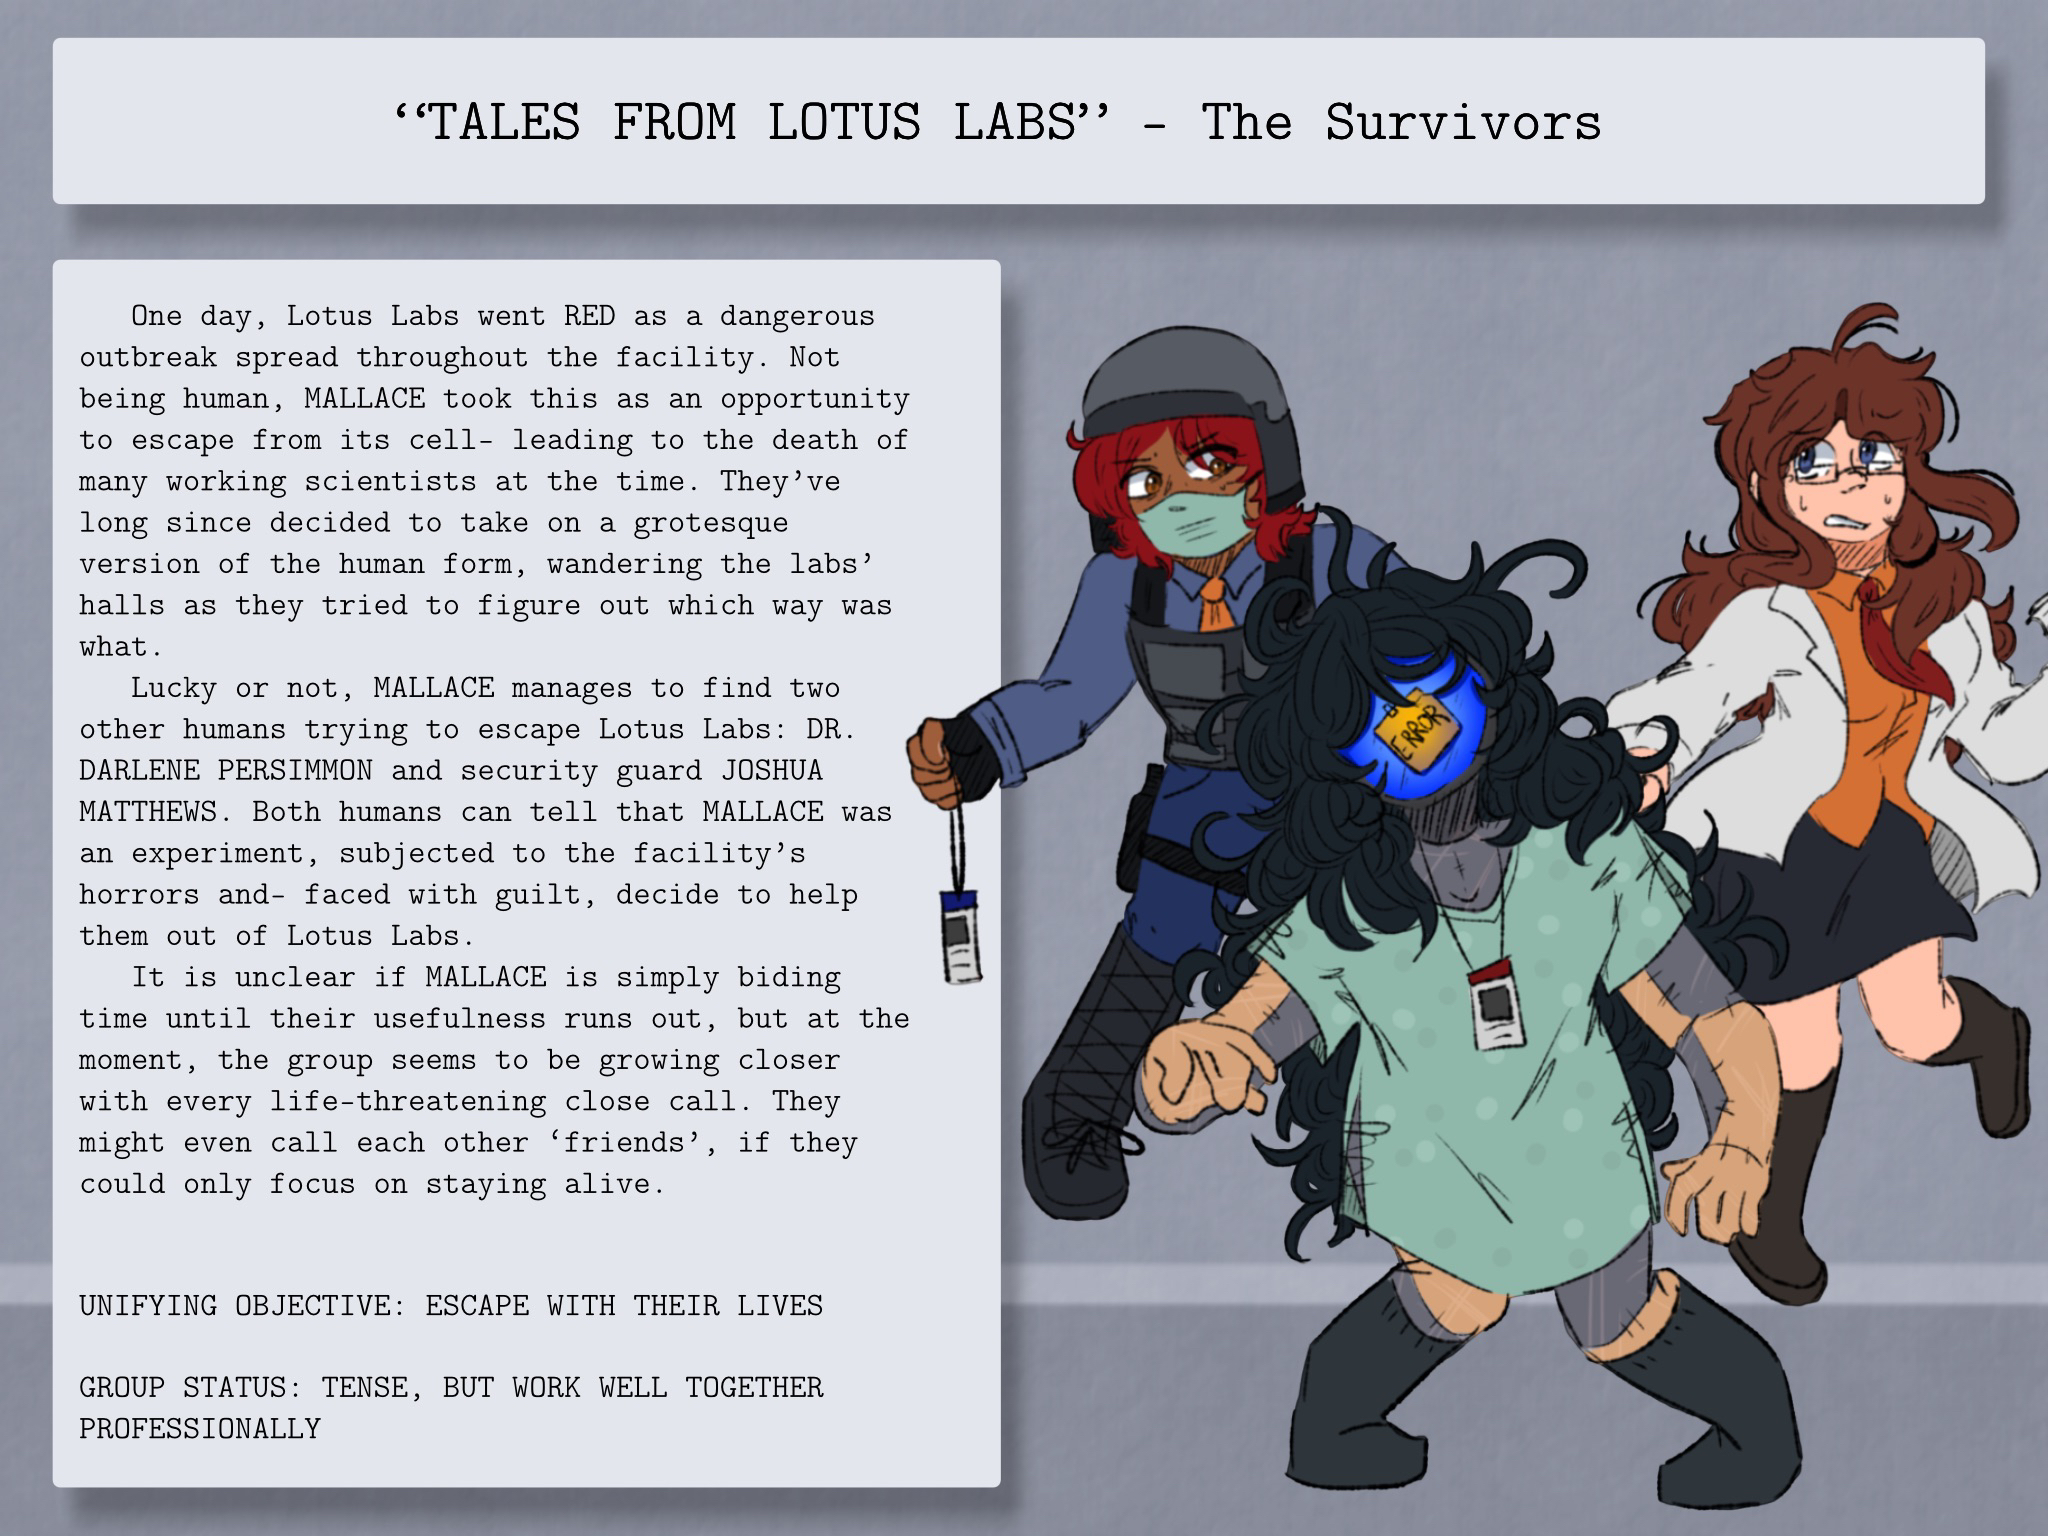 ‘‘TALES FROM LOTUS LABS’’ – The Survivors
One day, Lotus Labs went RED as a dangerous
outbreak spread throughout the facility. Not
being human, MALLACE took this as an opportunity
to escape from its cell- leading to the death of
many working scientists at the time. They’ve
long since decided to take on a grotesque
version of the human form, wandering the labs’
halls as they tried to figure out which way was
what.
Lucky or not, MALLACE manages to find two
other humans trying to escape Lotus Labs: DR.
DARLENE PERSIMMON and security guard JOSHUA
MATTHEWS. Both humans can tell that MALLACE was
an experiment, subjected to the facility’s
horrors and- faced with guilt, decide to help
them out of Lotus Labs.
It is unclear if MALLACE is simply biding
time until their usefulness runs out, but at the
moment, the group seems to be growing closer
with every life-threatening close call. They
might even call each other ‘friends’, if they
could only focus on staying alive.
UNIFYING OBJECTIVE: ESCAPE WITH THEIR LIVES
GROUP STATUS: TENSE, BUT WORK WELL TOGETHER
PROFESSIONALLY
ERROR